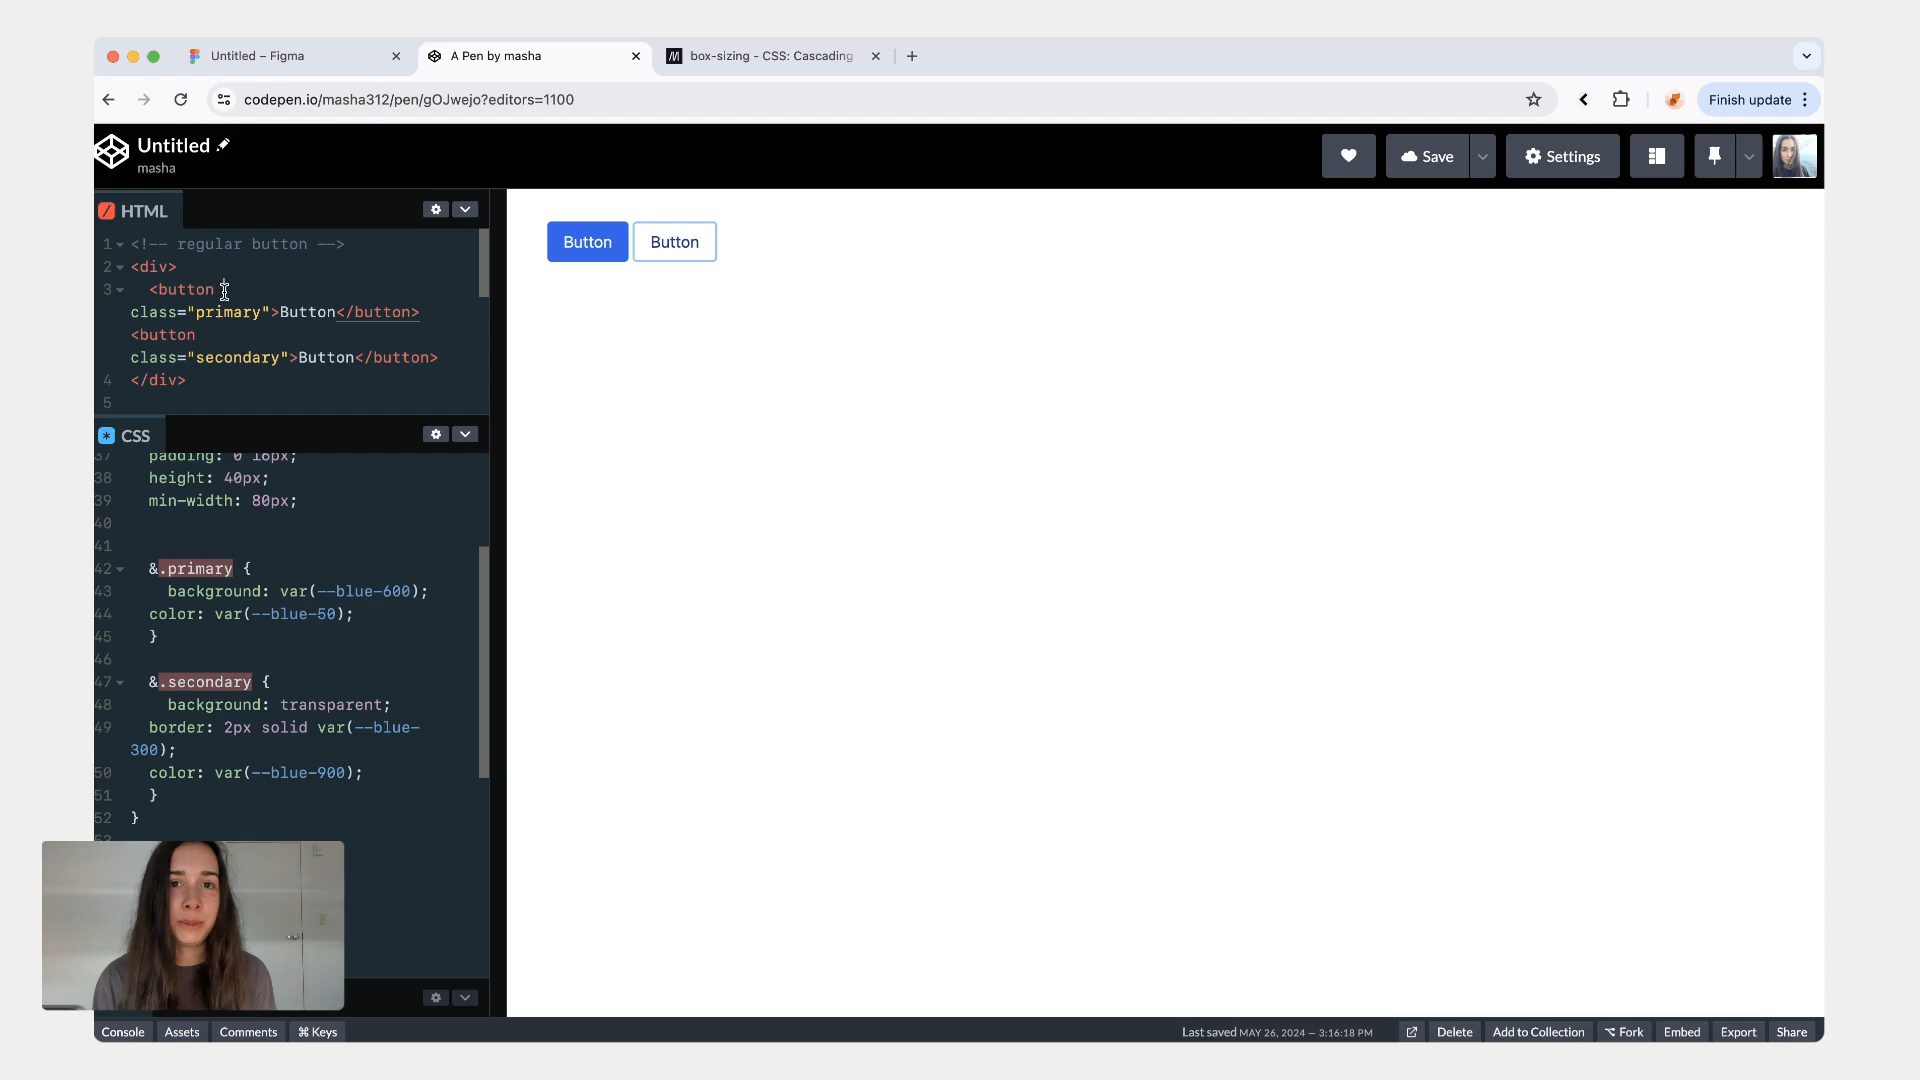 Untitled – Figma
A Pen by masha
box-sizing - CSS: Cascading
codepen.io/masha312/pen/gOJwejo?editors=1100
Finish update
Untitled
masha
Save
Settings
HTML
1 <!-- regular button -->
2 <div>
3 <button
class="primary">Button</button>
<button
class="secondary">Button</button>
4 </div>
5
Button
Button
CSS
37 padding: 0 16px;
38 height: 40px;
39 min-width: 80px;
40
41
42 &.primary {
43 background: var(--blue-600);
44 color: var(--blue-50);
45 }
46
47 &.secondary {
48 background: transparent;
49 border: 2px solid var(--blue-
300);
50 color: var(--blue-900);
51 }
52 }
53
Console
Assets
Comments
⌘ Keys
Last saved MAY 26, 2024 — 3:16:18 PM
Delete
Add to Collection
Fork
Embed
Export
Share